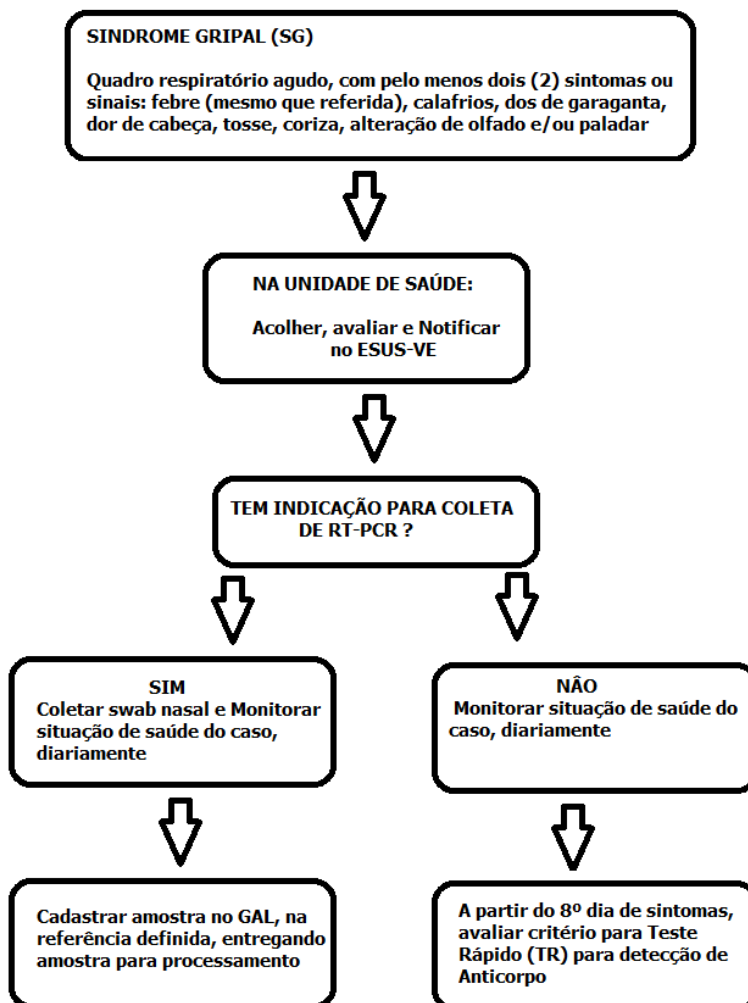 SINDROME GRIPAL (SG)
Quadro respiratório agudo, com pelo menos dois (2) sintomas ou
sinais: febre (mesmo que referida), calafrios, dos de garaganta,
dor de cabeça, tosse, coriza, alteração de olfado e/ou paladar
NA UNIDADE DE SAÚDE:
Acolher, avaliar e Notificar
no ESUS-VE
TEM INDICAÇÃO PARA COLETA
DE RT-PCR ?
SIM
Coletar swab nasal e Monitorar
situação de saúde do caso,
diariamente
NÂO
Monitorar situação de saúde do
caso, diariamente
Cadastrar amostra no GAL, na
referência definida, entregando
amostra para processamento
A partir do 8º dia de sintomas,
avaliar critério para Teste
Rápido (TR) para detecção de
Anticorpo